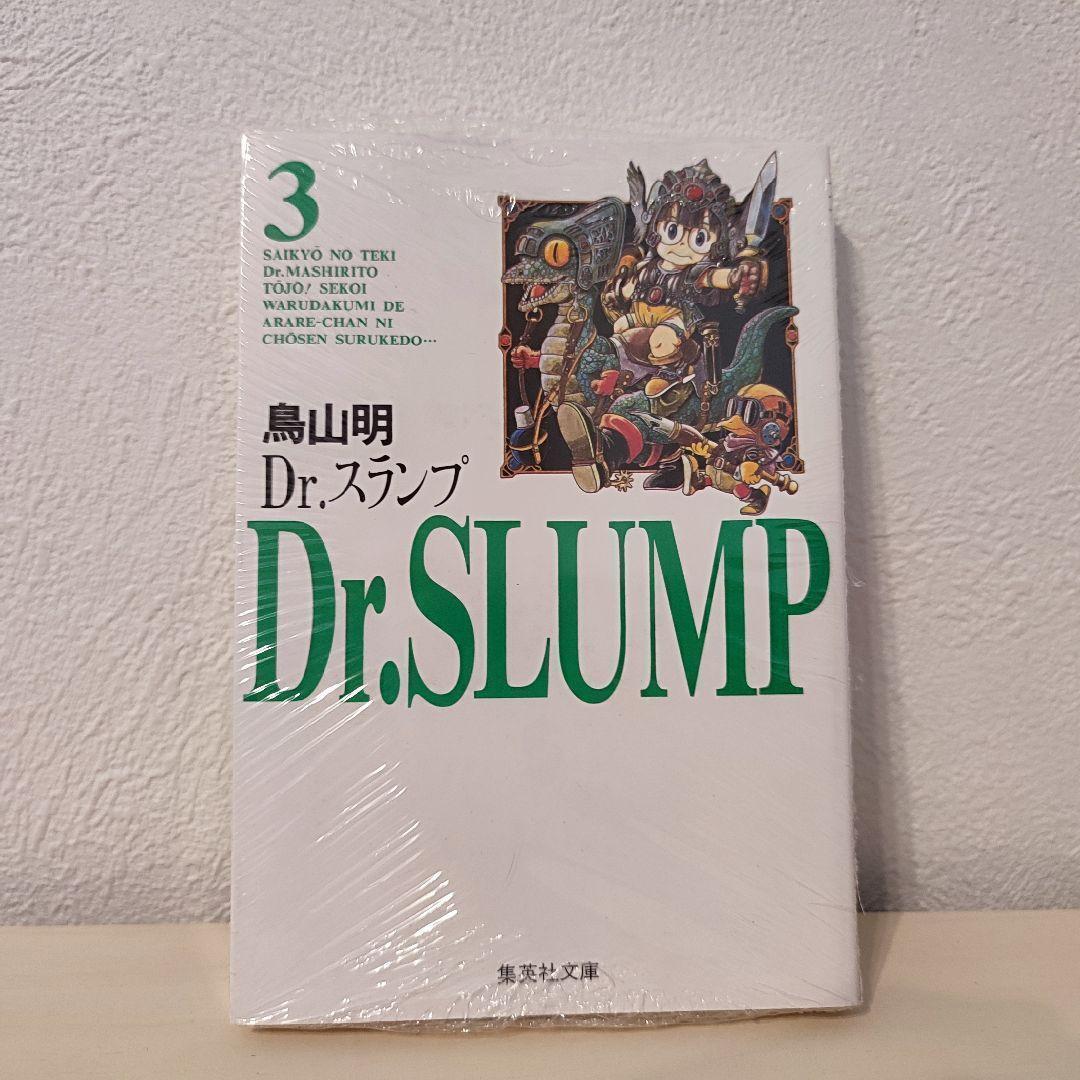 3
SAIKYŌ NO TEKI
Dr.MASHIRITO
TŌJŌ! SEKOI
WARUDAKUMI DE
ARARE-CHAN NI
CHŌSEN SURUKEDO…
鳥山明
Dr.スランプ
Dr.SLUMP
集英社文庫